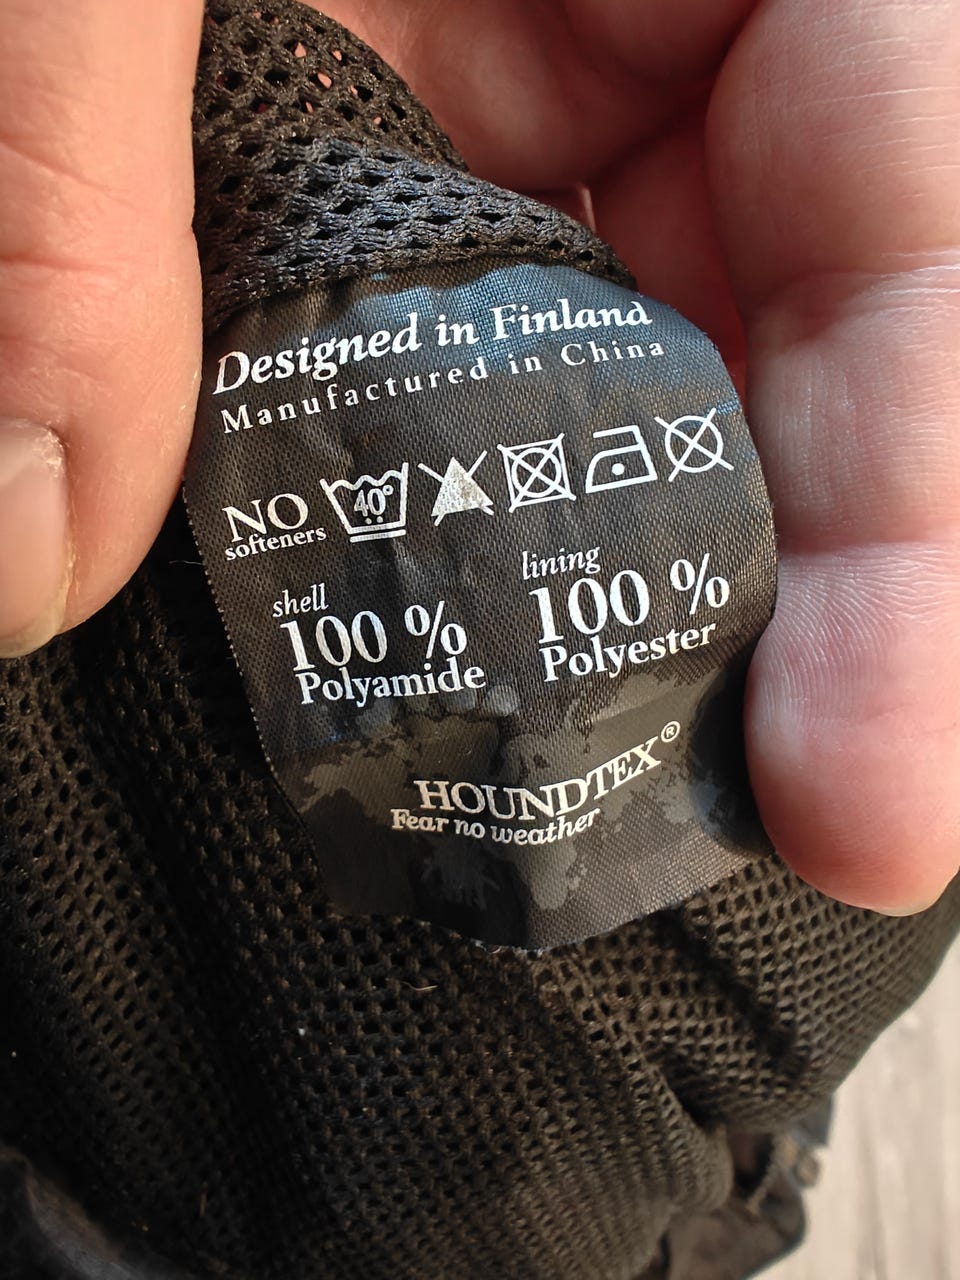 Designed in Finland
Manufactured in China
NO
softeners
40°
shell
100 %
Polyamide
lining
100 %
Polyester
HOUNDTEX®
Fear no weather